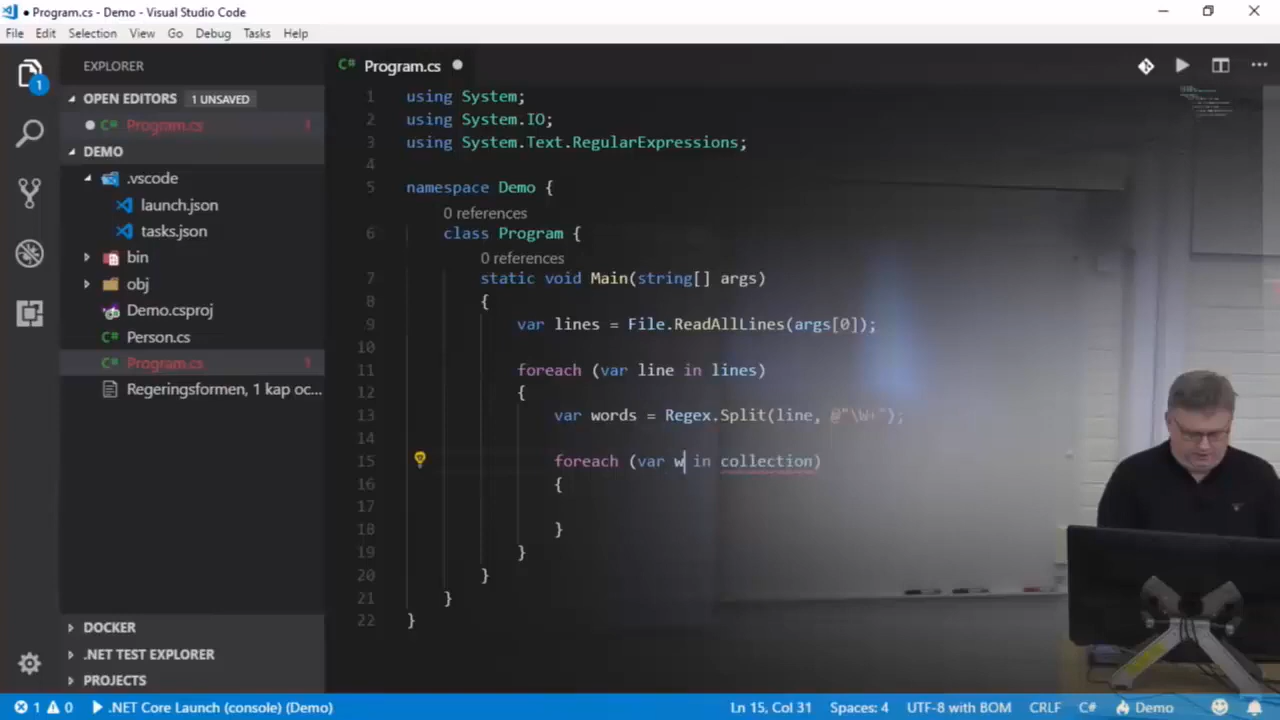 ● Program.cs - Demo - Visual Studio Code
File Edit Selection View Go Debug Tasks Help
EXPLORER
OPEN EDITORS 1 UNSAVED
Program.cs 1
DEMO
.vscode
launch.json
tasks.json
bin
obj
Demo.csproj
Person.cs
Program.cs 1
Regeringsformen, 1 kap oc...
DOCKER
.NET TEST EXPLORER
PROJECTS
1
Program.cs
1 using System;
2 using System.IO;
3 using System.Text.RegularExpressions;
4
5 namespace Demo {
0 references
6 class Program {
0 references
7 static void Main(string[] args)
8 {
9 var lines = File.ReadAllLines(args[0]);
10
11 foreach (var line in lines)
12 {
13 var words = Regex.Split(line, @"\W+");
14
15 foreach (var w in collection)
16 {
17
18 }
19 }
20 }
21 }
22 }
1 0 .NET Core Launch (console) (Demo) Ln 15, Col 31 Spaces: 4 UTF-8 with BOM CRLF C# Demo